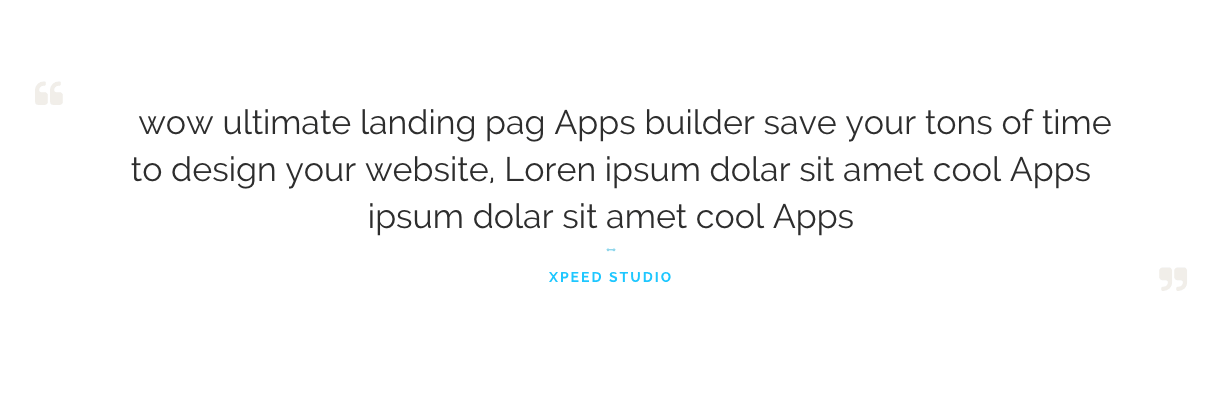 “
wow ultimate landing pag Apps builder save your tons of time
to design your website, Loren ipsum dolar sit amet cool Apps
ipsum dolar sit amet cool Apps
–
XPEED STUDIO
”